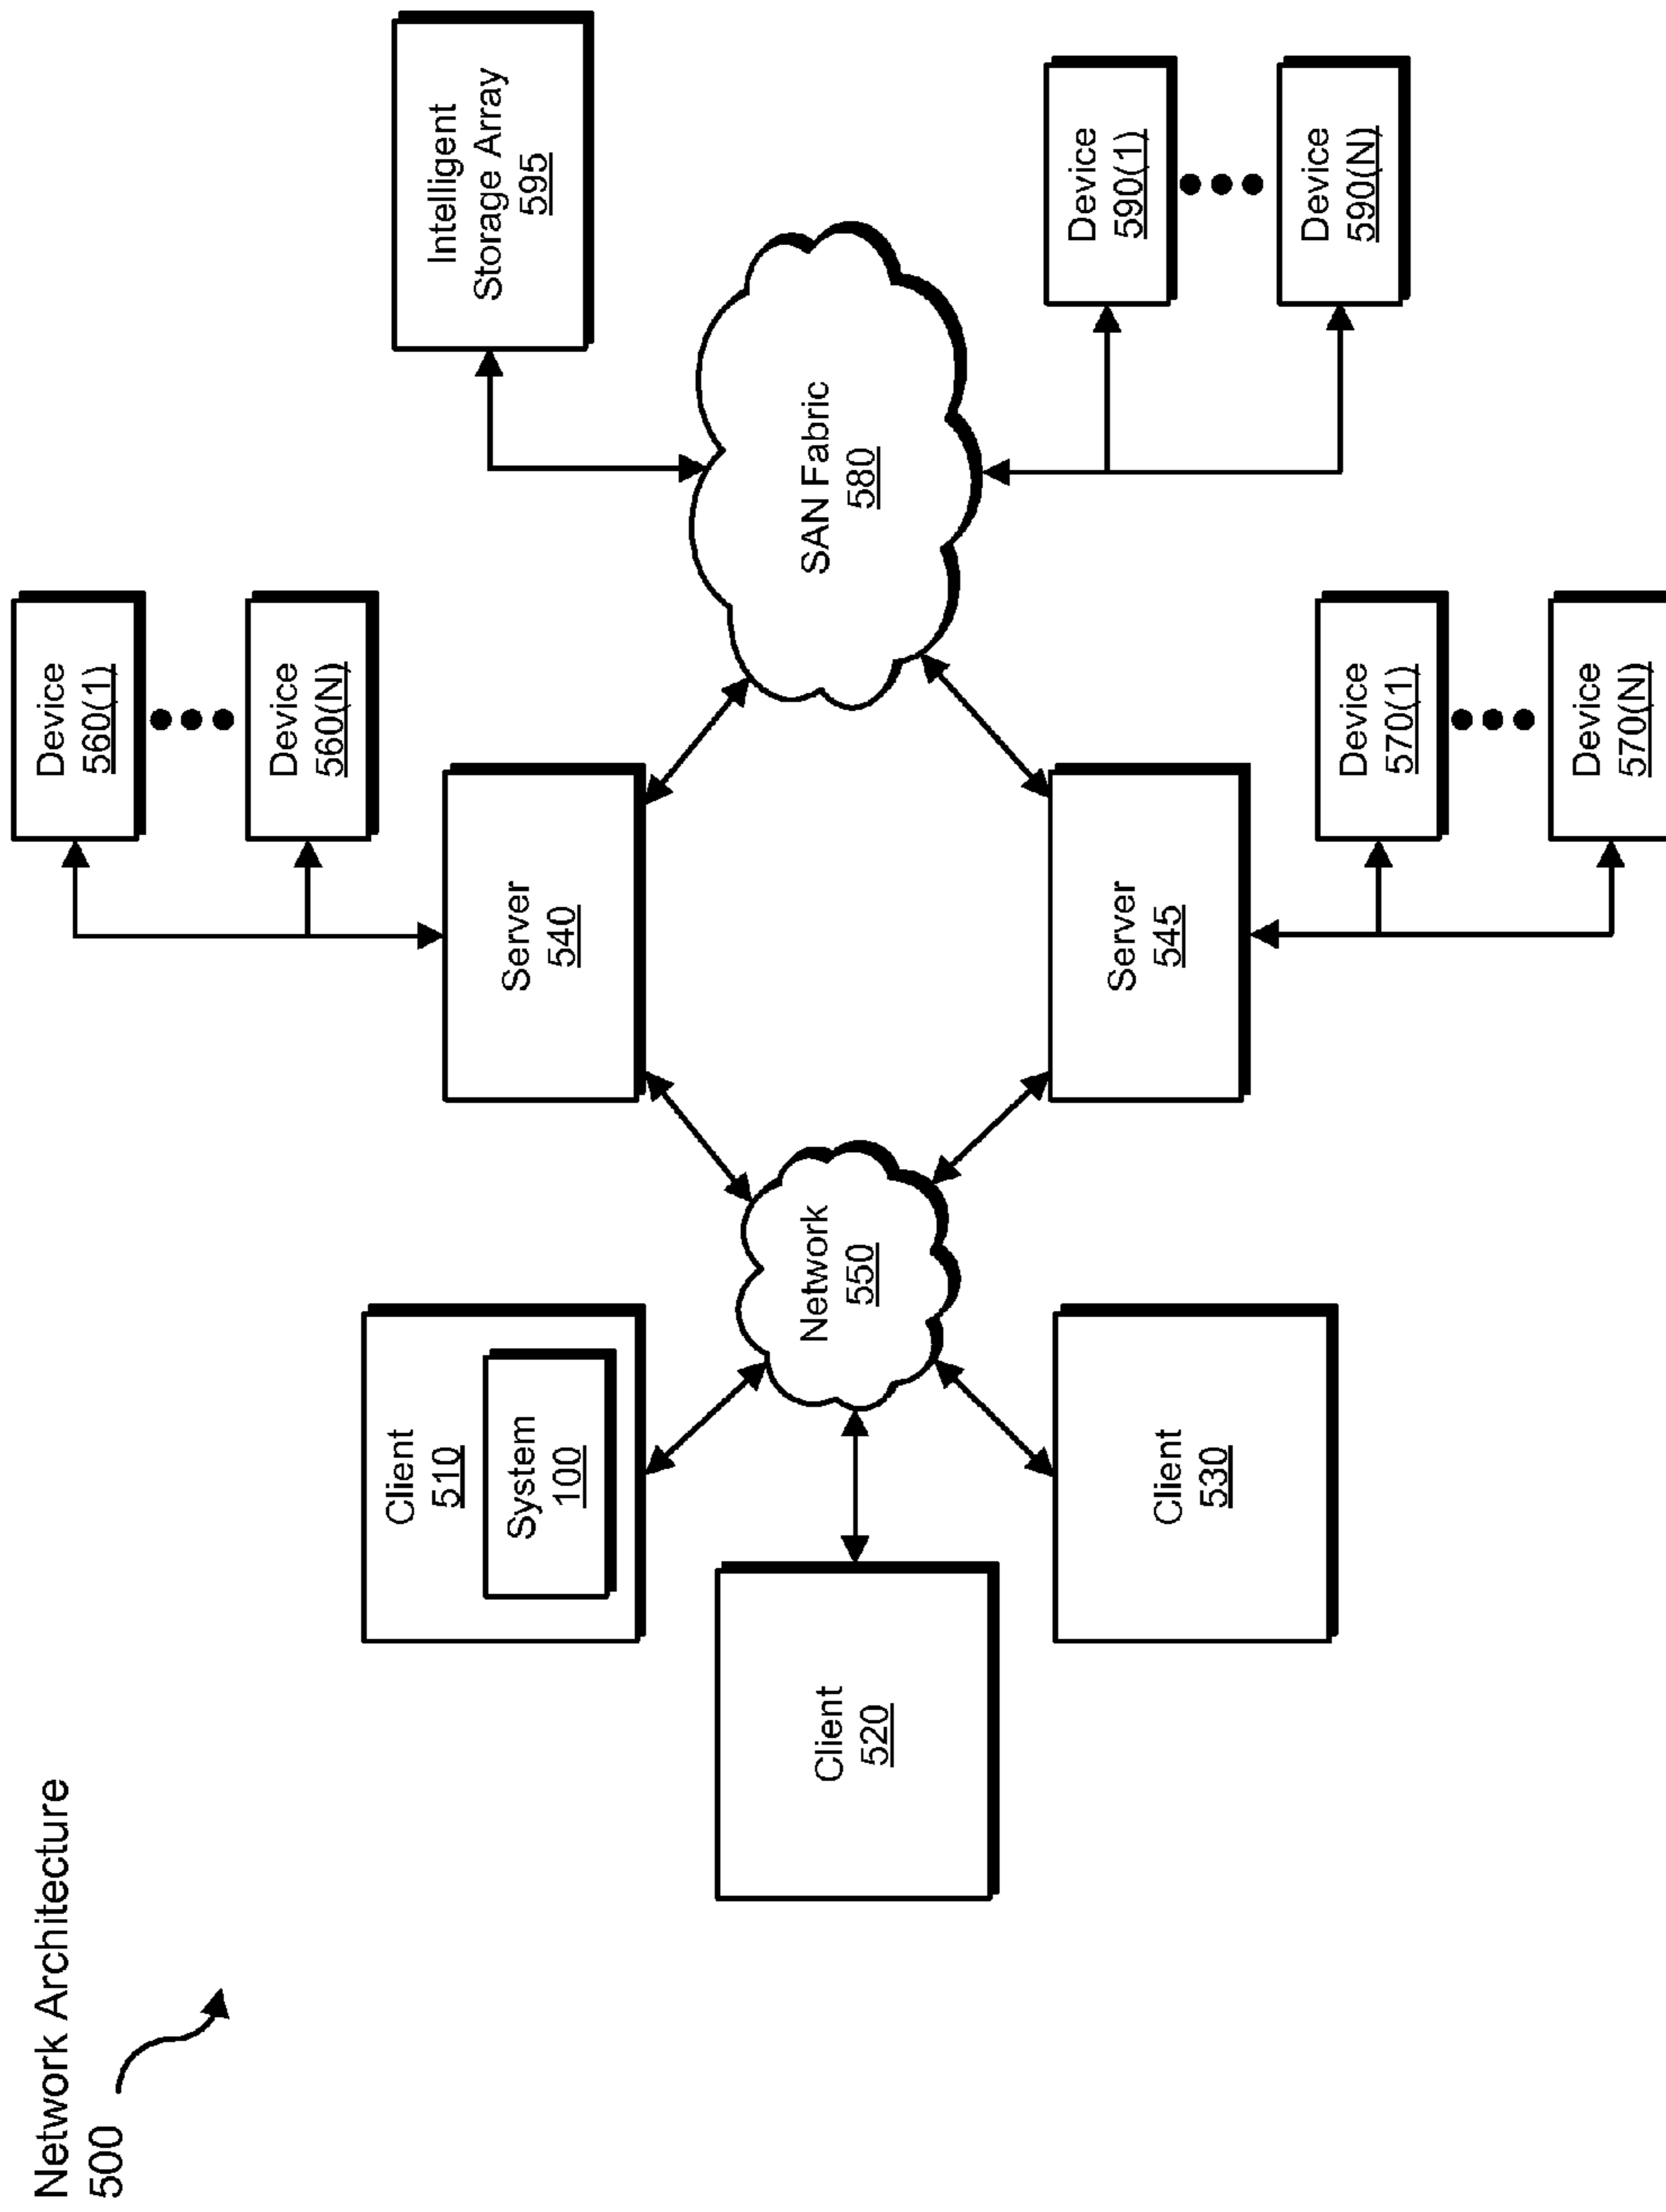 Network Architecture
500
Client
510
System
100
Client
520
Client
530
Network
550
Server
540
Server
545
Device
560(1)
Device
560(N)
Device
570(1)
Device
570(N)
SAN Fabric
580
Intelligent
Storage Array
595
Device
590(1)
Device
590(N)